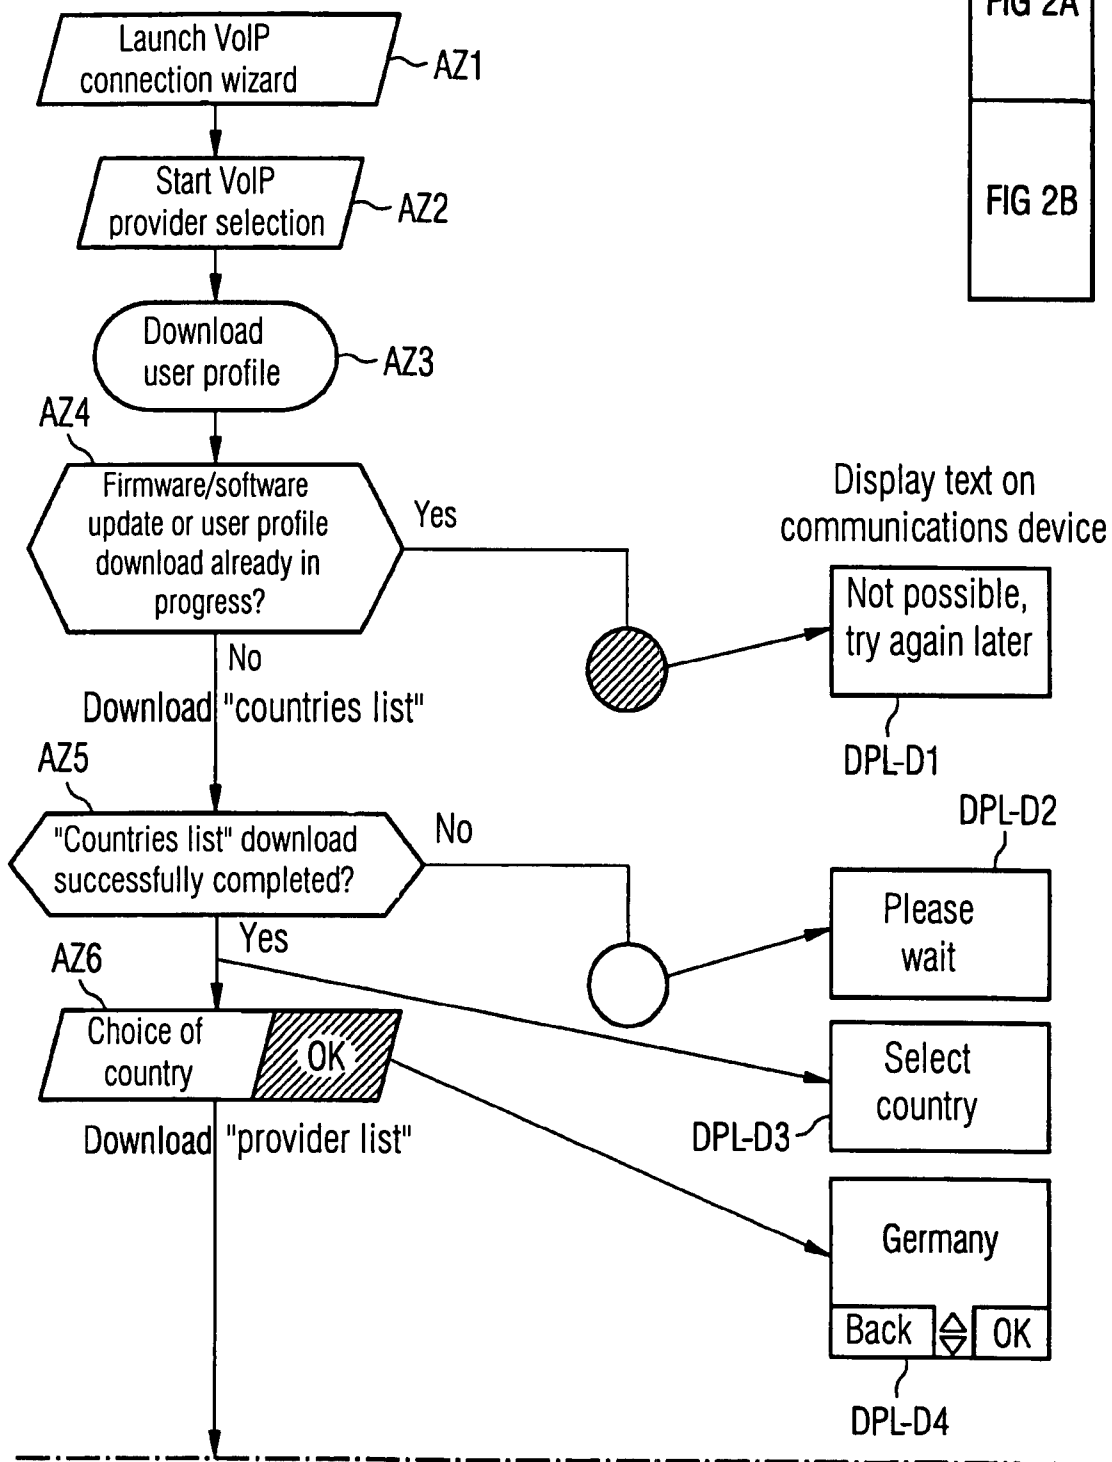 FIG 2A
FIG 2B
Launch VoIP
connection wizard
AZ1
Start VoIP
provider selection
AZ2
Download
user profile
AZ3
AZ4
Firmware/software
update or user profile
download already in
progress?
Yes
No
Display text on
communications device
Not possible,
try again later
DPL-D1
Download "countries list"
AZ5
"Countries list" download
successfully completed?
No
Yes
DPL-D2
Please
wait
AZ6
Choice of
country
OK
Select
country
DPL-D3
Download "provider list"
Germany
Back
OK
DPL-D4